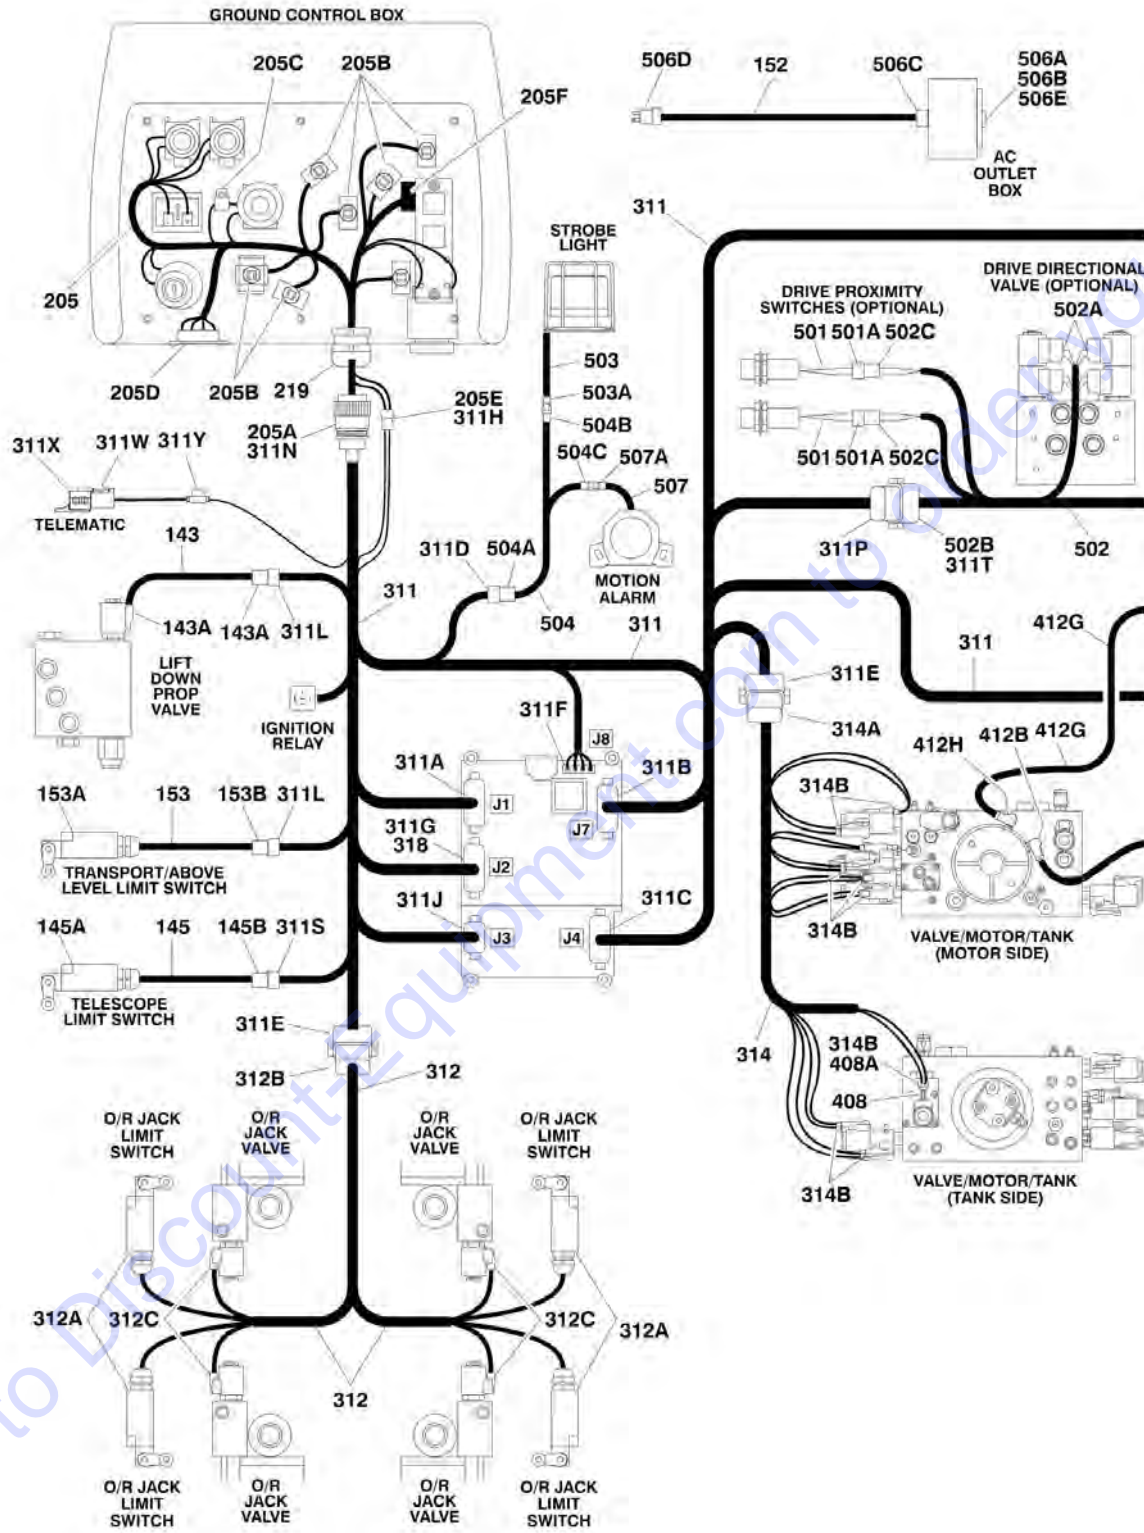 GROUND CONTROL BOX
205C
205B
205F
205
205D
205B
219
205A
311N
205E
311H
506D
152
506C
506A
506B
506E
AC
OUTLET
BOX
311
STROBE
LIGHT
503
503A
504B
504C
507A
507
MOTION
ALARM
DRIVE PROXIMITY
SWITCHES (OPTIONAL)
501 501A 502C
501 501A 502C
DRIVE DIRECTIONAL
VALVE (OPTIONAL)
502A
311P
502B
311T
502
311X
311W
311Y
TELEMATIC
143
143A
143A
311L
LIFT
DOWN
PROP
VALVE
311
311D
504A
504
311
IGNITION
RELAY
311F
J8
311A
J1
311B
J7
311G
318
J2
311J
J3
311C
J4
311E
314A
311
412G
412H
412B
412G
314B
314B
VALVE/MOTOR/TANK
(MOTOR SIDE)
153A
153
153B
311L
TRANSPORT/ABOVE
LEVEL LIMIT SWITCH
145A
145
145B
311S
TELESCOPE
LIMIT SWITCH
311E
312B
312
314
314B
408A
408
314B
VALVE/MOTOR/TANK
(TANK SIDE)
O/R JACK
LIMIT
SWITCH
O/R
JACK
VALVE
O/R
JACK
VALVE
O/R JACK
LIMIT
SWITCH
312A
312C
312C
312A
312
O/R JACK
LIMIT
SWITCH
O/R
JACK
VALVE
O/R
JACK
VALVE
O/R JACK
LIMIT
SWITCH
to Discount-Equipment.com to order yo